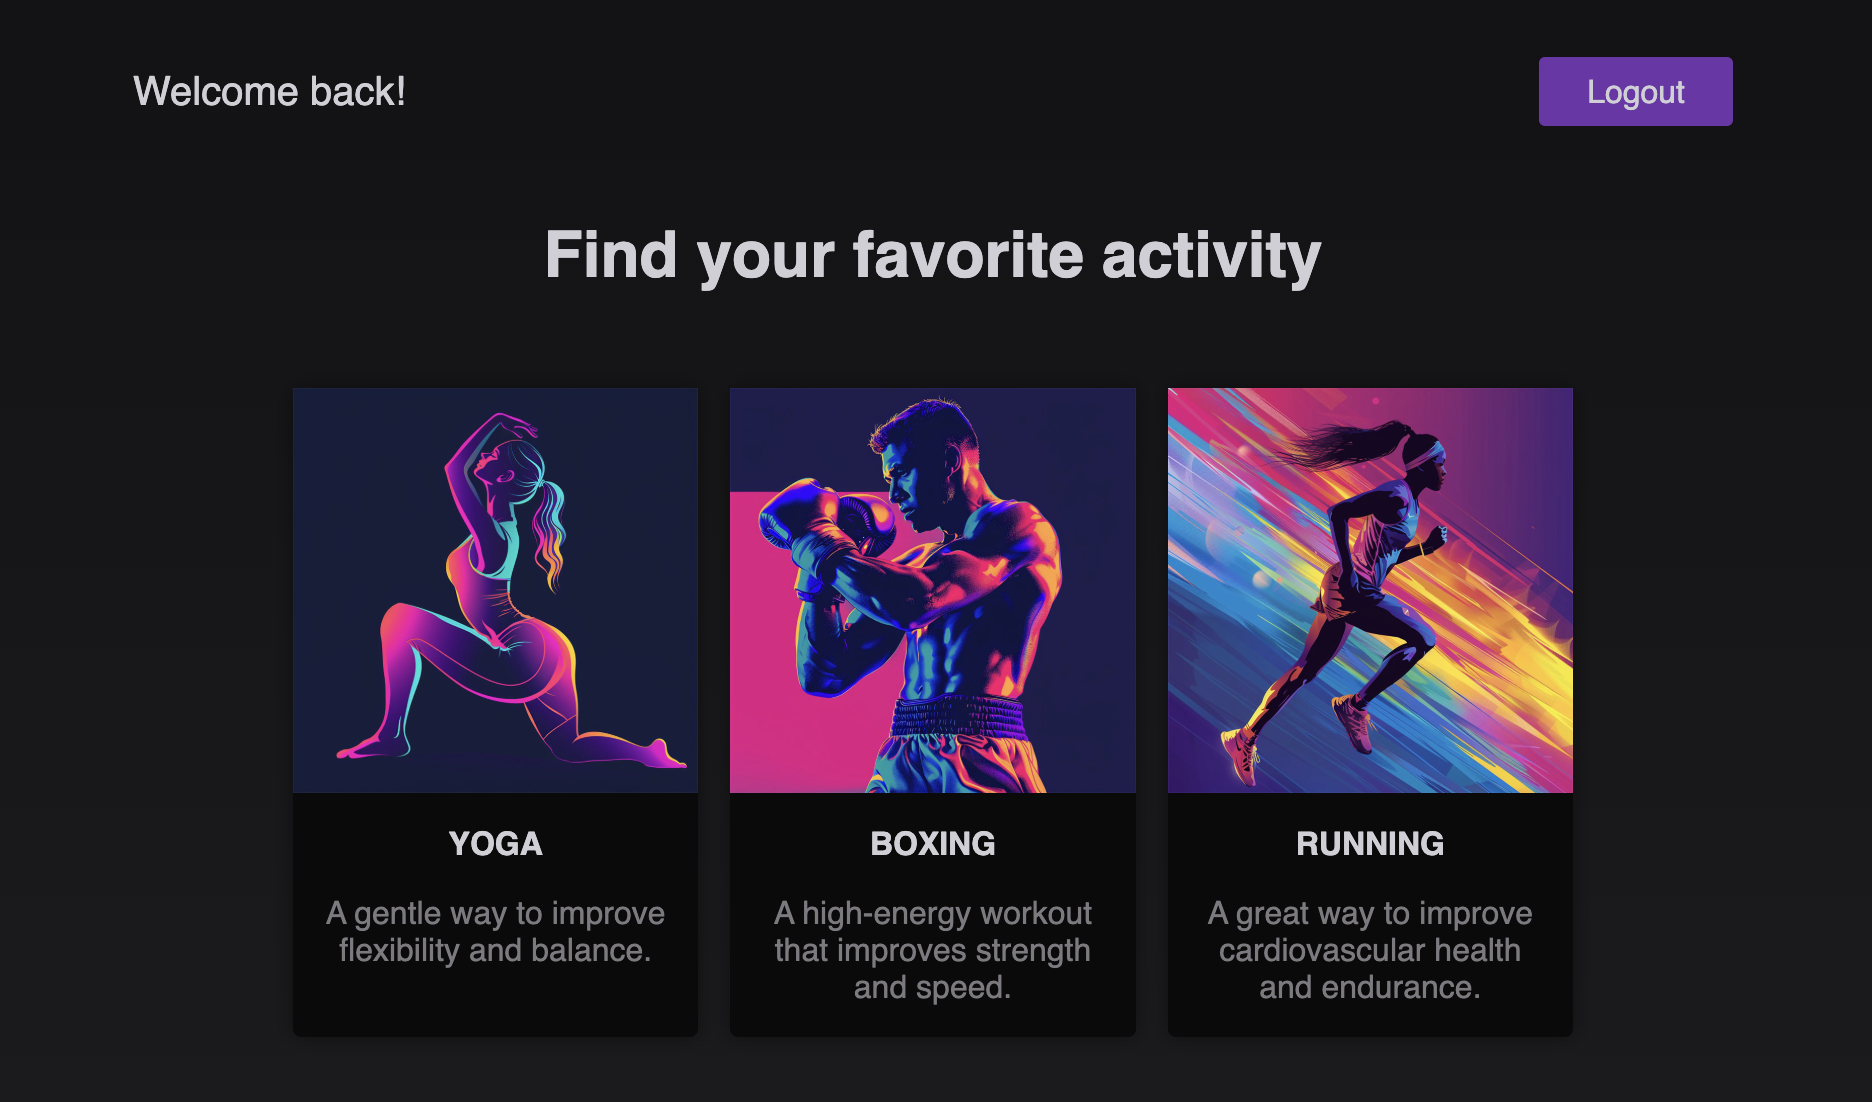 Welcome back!
Logout
Find your favorite activity
YOGA
A gentle way to improve
flexibility and balance.
BOXING
A high-energy workout
that improves strength
and speed.
RUNNING
A great way to improve
cardiovascular health
and endurance.